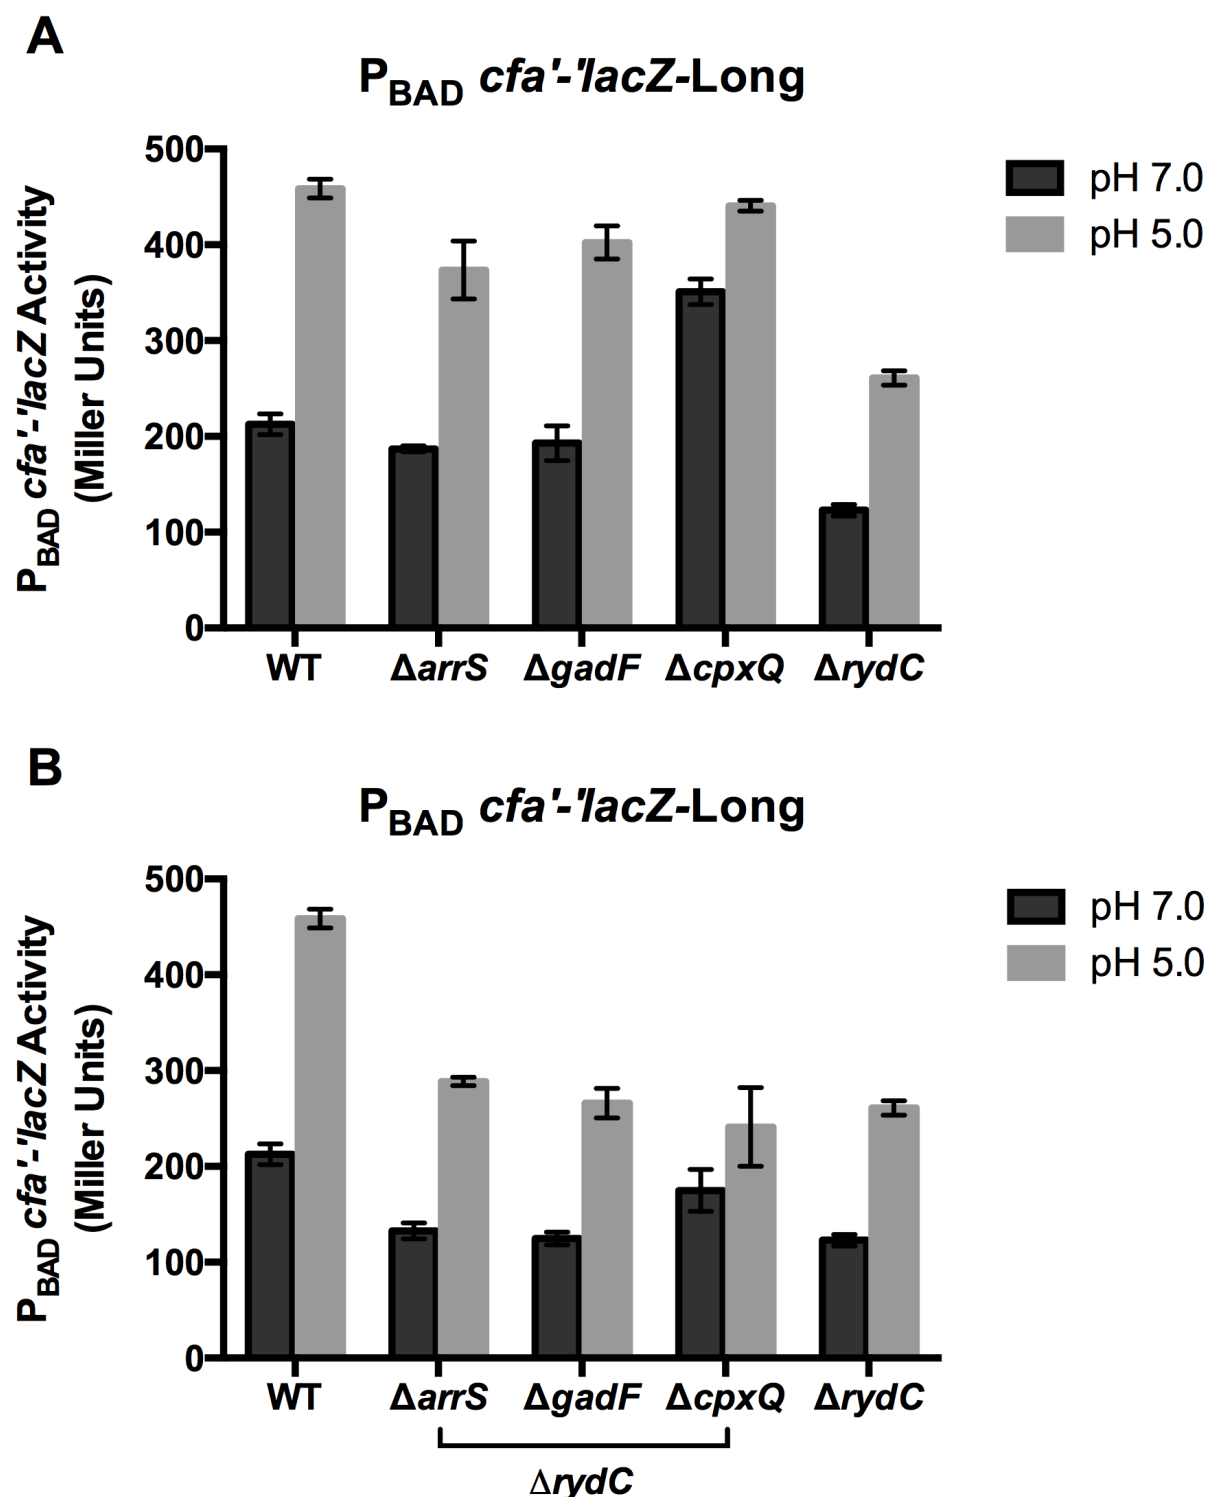 A
PBAD cfa'-'lacZ-Long
PBAD cfa'-'lacZ Activity
(Miller Units)
500
400
300
200
100
0
WT ΔarrS ΔgadF ΔcpxQ ΔrydC
pH 7.0
pH 5.0
B
PBAD cfa'-'lacZ-Long
PBAD cfa'-'lacZ Activity
(Miller Units)
500
400
300
200
100
0
WT ΔarrS ΔgadF ΔcpxQ ΔrydC
ΔrydC
pH 7.0
pH 5.0